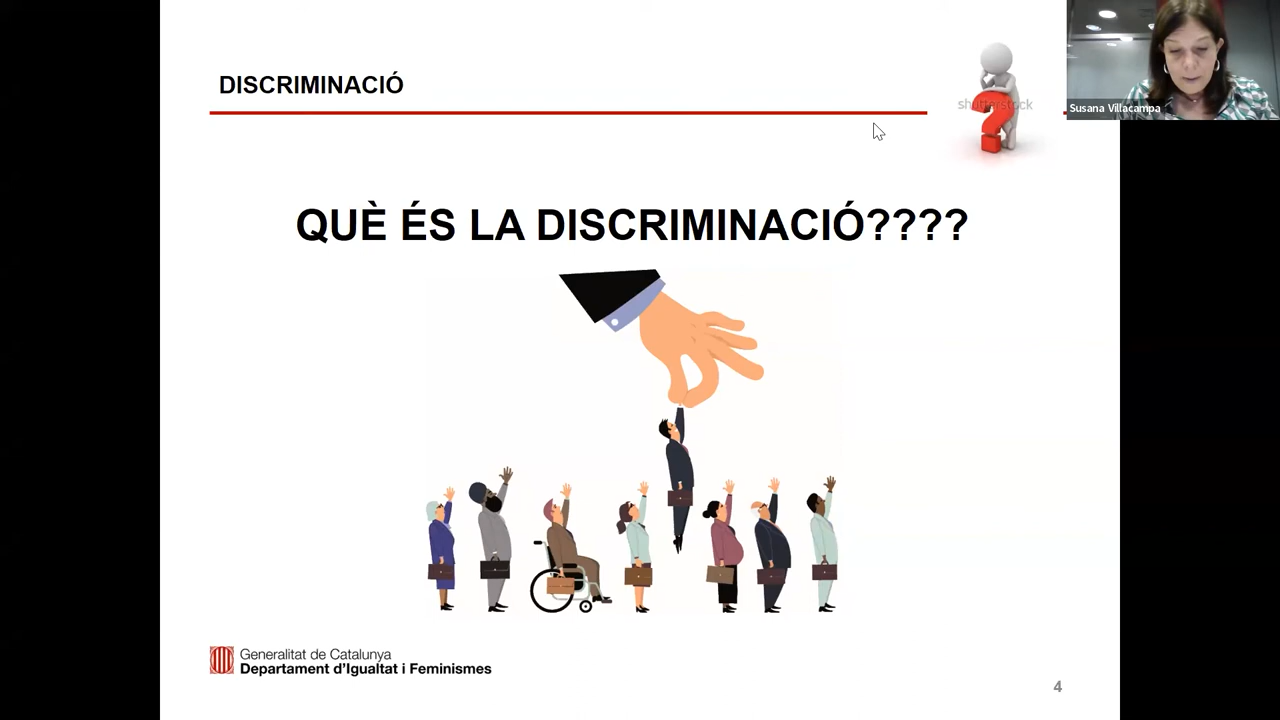 DISCRIMINACIÓ
shutterstock
Susana Villacampa
QUÈ ÉS LA DISCRIMINACIÓ????
Generalitat de Catalunya
Departament d'Igualtat i Feminismes
4